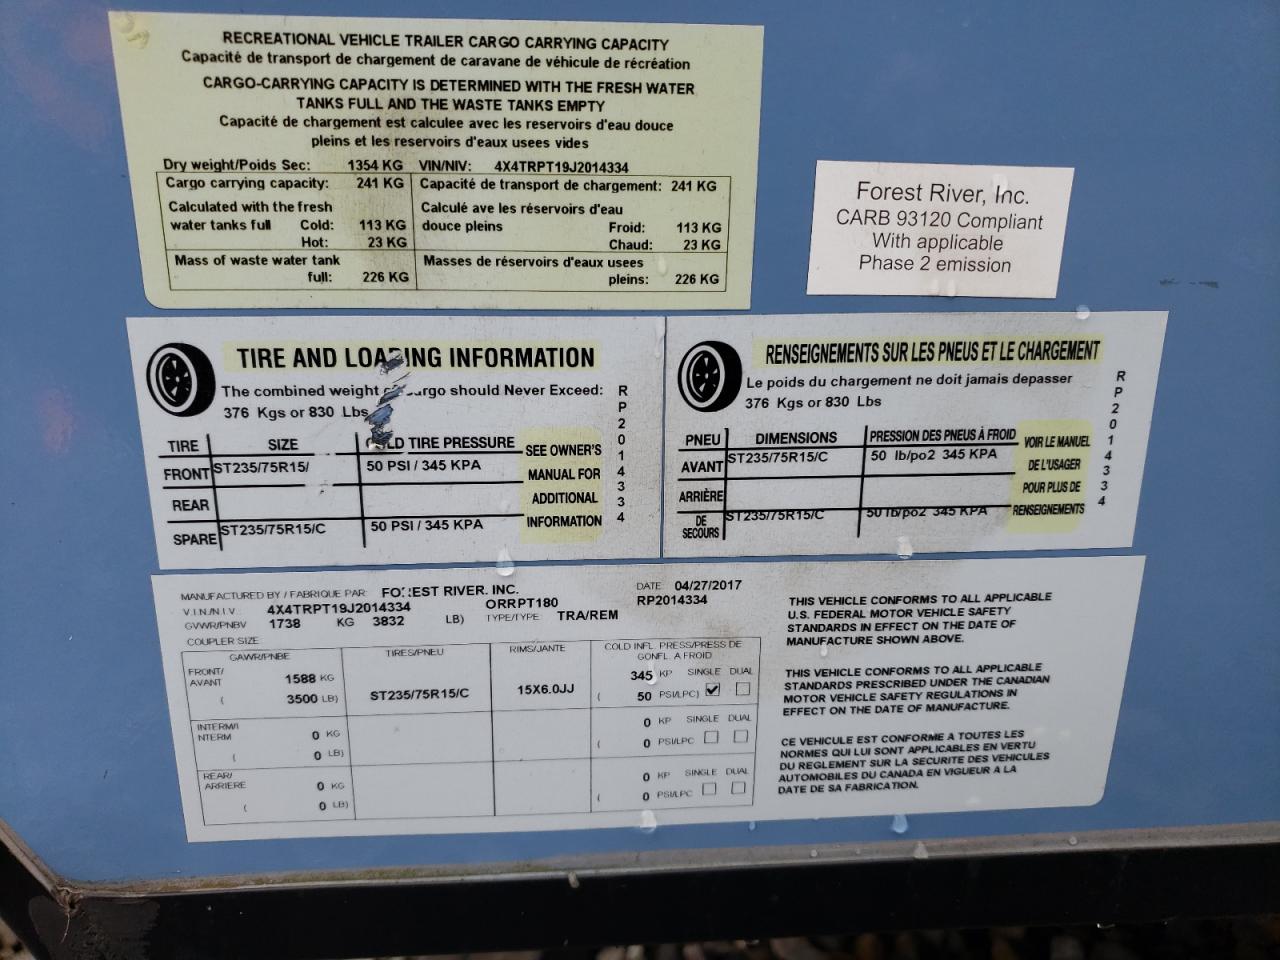 RECREATIONAL VEHICLE TRAILER CARGO CARRYING CAPACITY
Capacité de transport de chargement de caravane de véhicule de récréation
CARGO-CARRYING CAPACITY IS DETERMINED WITH THE FRESH WATER
TANKS FULL AND THE WASTE TANKS EMPTY
Capacité de chargement est calculee avec les reservoirs d'eau douce
pleins et les reservoirs d'eaux usees vides
Dry weight/Poids Sec: 1354 KG VIN/NIV: 4X4TRPT19J2014334
Cargo carrying capacity: 241 KG Capacité de transport de chargement: 241 KG
Calculated with the fresh Calculé ave les réservoirs d'eau
water tanks full Cold: 113 KG douce pleins Froid: 113 KG
Hot: 23 KG Chaud: 23 KG
Mass of waste water tank Masses de réservoirs d'eaux usees
full: 226 KG pleins: 226 KG
Forest River, Inc.
CARB 93120 Compliant
With applicable
Phase 2 emission
TIRE AND LOADING INFORMATION
The combined weight cargo should Never Exceed:
376 Kgs or 830 Lbs
TIRE SIZE COLD TIRE PRESSURE
FRONT ST235/75R15/ 50 PSI / 345 KPA
REAR
SPARE ST235/75R15/C 50 PSI / 345 KPA
SEE OWNER'S
MANUAL FOR
ADDITIONAL
INFORMATION
RP2014334
RENSEIGNEMENTS SUR LES PNEUS ET LE CHARGEMENT
Le poids du chargement ne doit jamais depasser
376 Kgs or 830 Lbs
PNEU DIMENSIONS PRESSION DES PNEUS À FROID
AVANT ST235/75R15/C 50 lb/po2 345 KPA
ARRIÈRE
DE SECOURS ST235/75R15/C 50 lb/po2 345 KPA
VOIR LE MANUEL
DE L'USAGER
POUR PLUS DE
RENSEIGNEMENTS
RP2014334
MANUFACTURED BY / FABRIQUE PAR: FOREST RIVER, INC. DATE 04/27/2017
V.I.N/N.I.V. 4X4TRPT19J2014334 ORRPT180 RP2014334
GVWR/PNBV 1738 KG 3832 LB) TYPE/TYPE TRA/REM
COUPLER SIZE
GAWR/PNBE TIRES/PNEU RIMS/JANTE COLD INFL. PRESS/PRESS DE
GONFL. A FROID
FRONT/ 1588 KG 345 KP SINGLE DUAL
AVANT ST235/75R15/C 15X6.0JJ
( 3500 LB) ( 50 PSI/LPC) ✓
INTERM/I 0 KG 0 KP SINGLE DUAL
NTERM
( 0 LB) ( 0 PSI/LPC
REAR/ 0 KG 0 KP SINGLE DUAL
ARRIERE
( 0 LB) ( 0 PSI/LPC
THIS VEHICLE CONFORMS TO ALL APPLICABLE
U.S. FEDERAL MOTOR VEHICLE SAFETY
STANDARDS IN EFFECT ON THE DATE OF
MANUFACTURE SHOWN ABOVE.
THIS VEHICLE CONFORMS TO ALL APPLICABLE
STANDARDS PRESCRIBED UNDER THE CANADIAN
MOTOR VEHICLE SAFETY REGULATIONS IN
EFFECT ON THE DATE OF MANUFACTURE.
CE VEHICULE EST CONFORME A TOUTES LES
NORMES QUI LUI SONT APPLICABLES EN VERTU
DU REGLEMENT SUR LA SECURITE DES VEHICULES
AUTOMOBILES DU CANADA EN VIGUEUR A LA
DATE DE SA FABRICATION.